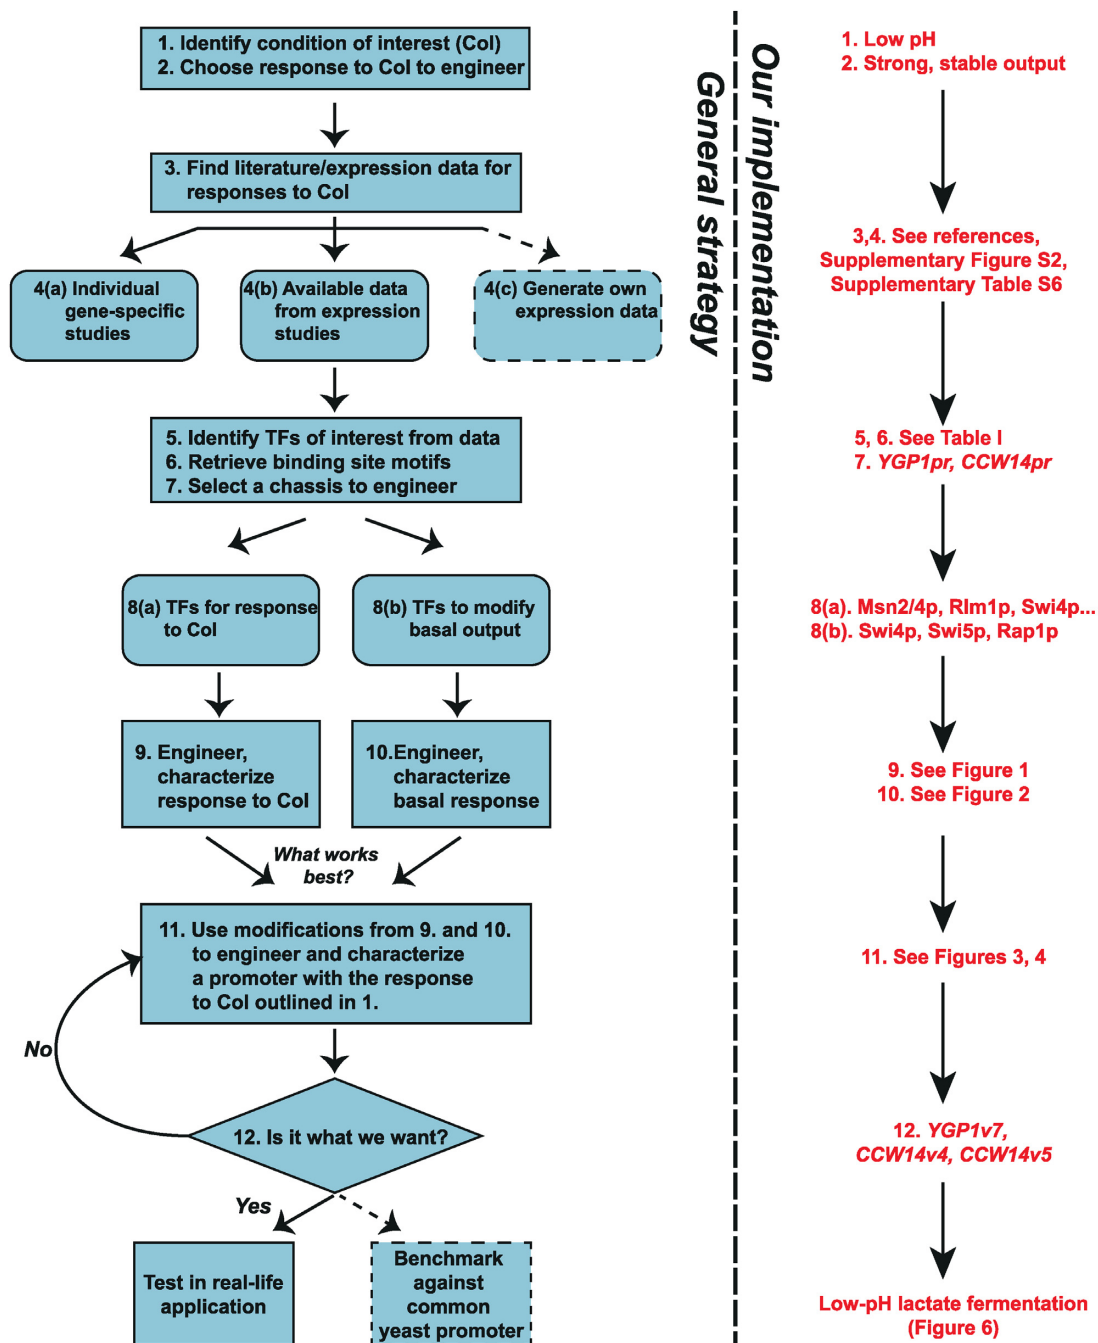 1. Identify condition of interest (CoI)
2. Choose response to CoI to engineer
3. Find literature/expression data for
responses to CoI
4(a) Individual
gene-specific
studies
4(b) Available data
from expression
studies
4(c) Generate own
expression data
5. Identify TFs of interest from data
6. Retrieve binding site motifs
7. Select a chassis to engineer
8(a) TFs for response
to CoI
8(b) TFs to modify
basal output
9. Engineer,
characterize
response to CoI
10.Engineer,
characterize
basal response
What works
best?
11. Use modifications from 9. and 10.
to engineer and characterize
a promoter with the response
to CoI outlined in 1.
No
12. Is it what we want?
Yes
Test in real-life
application
Benchmark
against
common
yeast promoter
General strategy
Our implementation
1. Low pH
2. Strong, stable output
3,4. See references,
Supplementary Figure S2,
Supplementary Table S6
5, 6. See Table I
7. YGP1pr, CCW14pr
8(a). Msn2/4p, Rlm1p, Swi4p...
8(b). Swi4p, Swi5p, Rap1p
9. See Figure 1
10. See Figure 2
11. See Figures 3, 4
12. YGP1v7,
CCW14v4, CCW14v5
Low-pH lactate fermentation
(Figure 6)